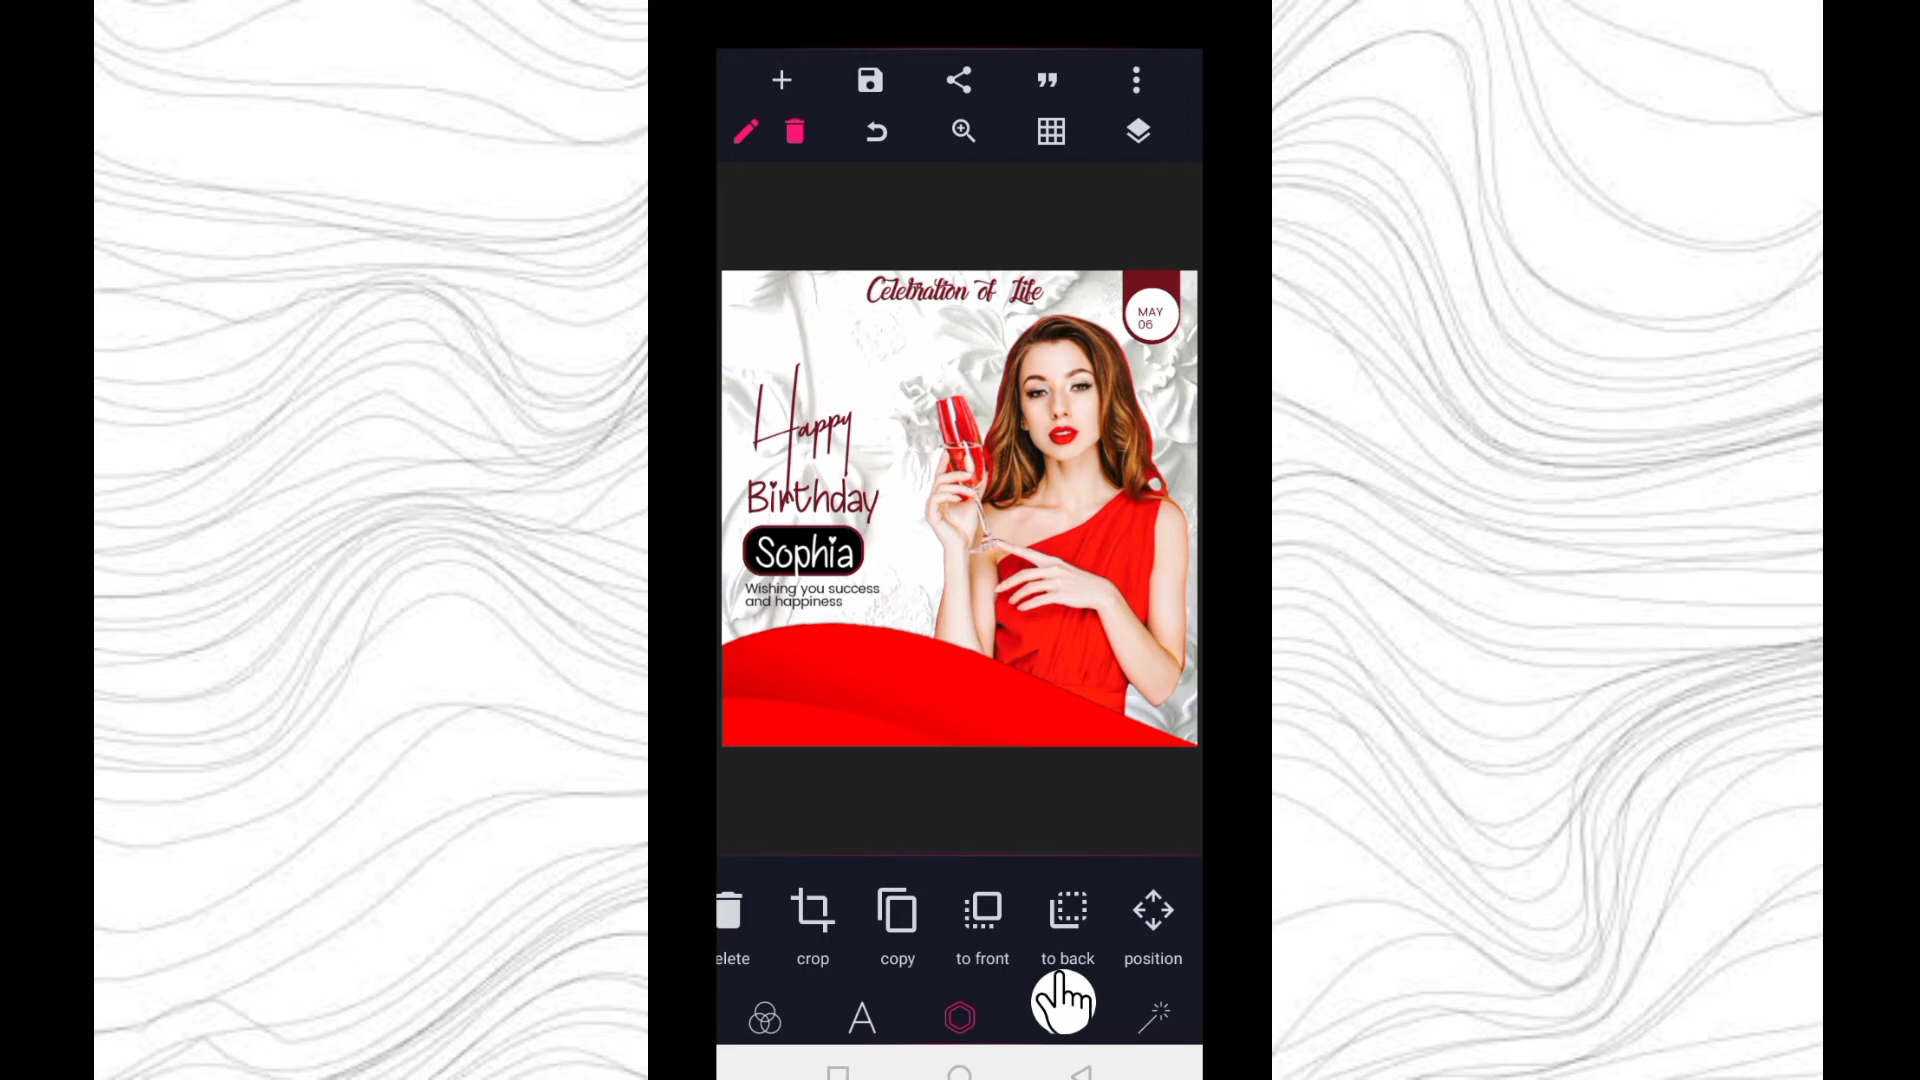 Celebration of Life
MAY
06
Happy
Birthday
Sophia
Wishing you success
and happiness
elete
crop
copy
to front
to back
position